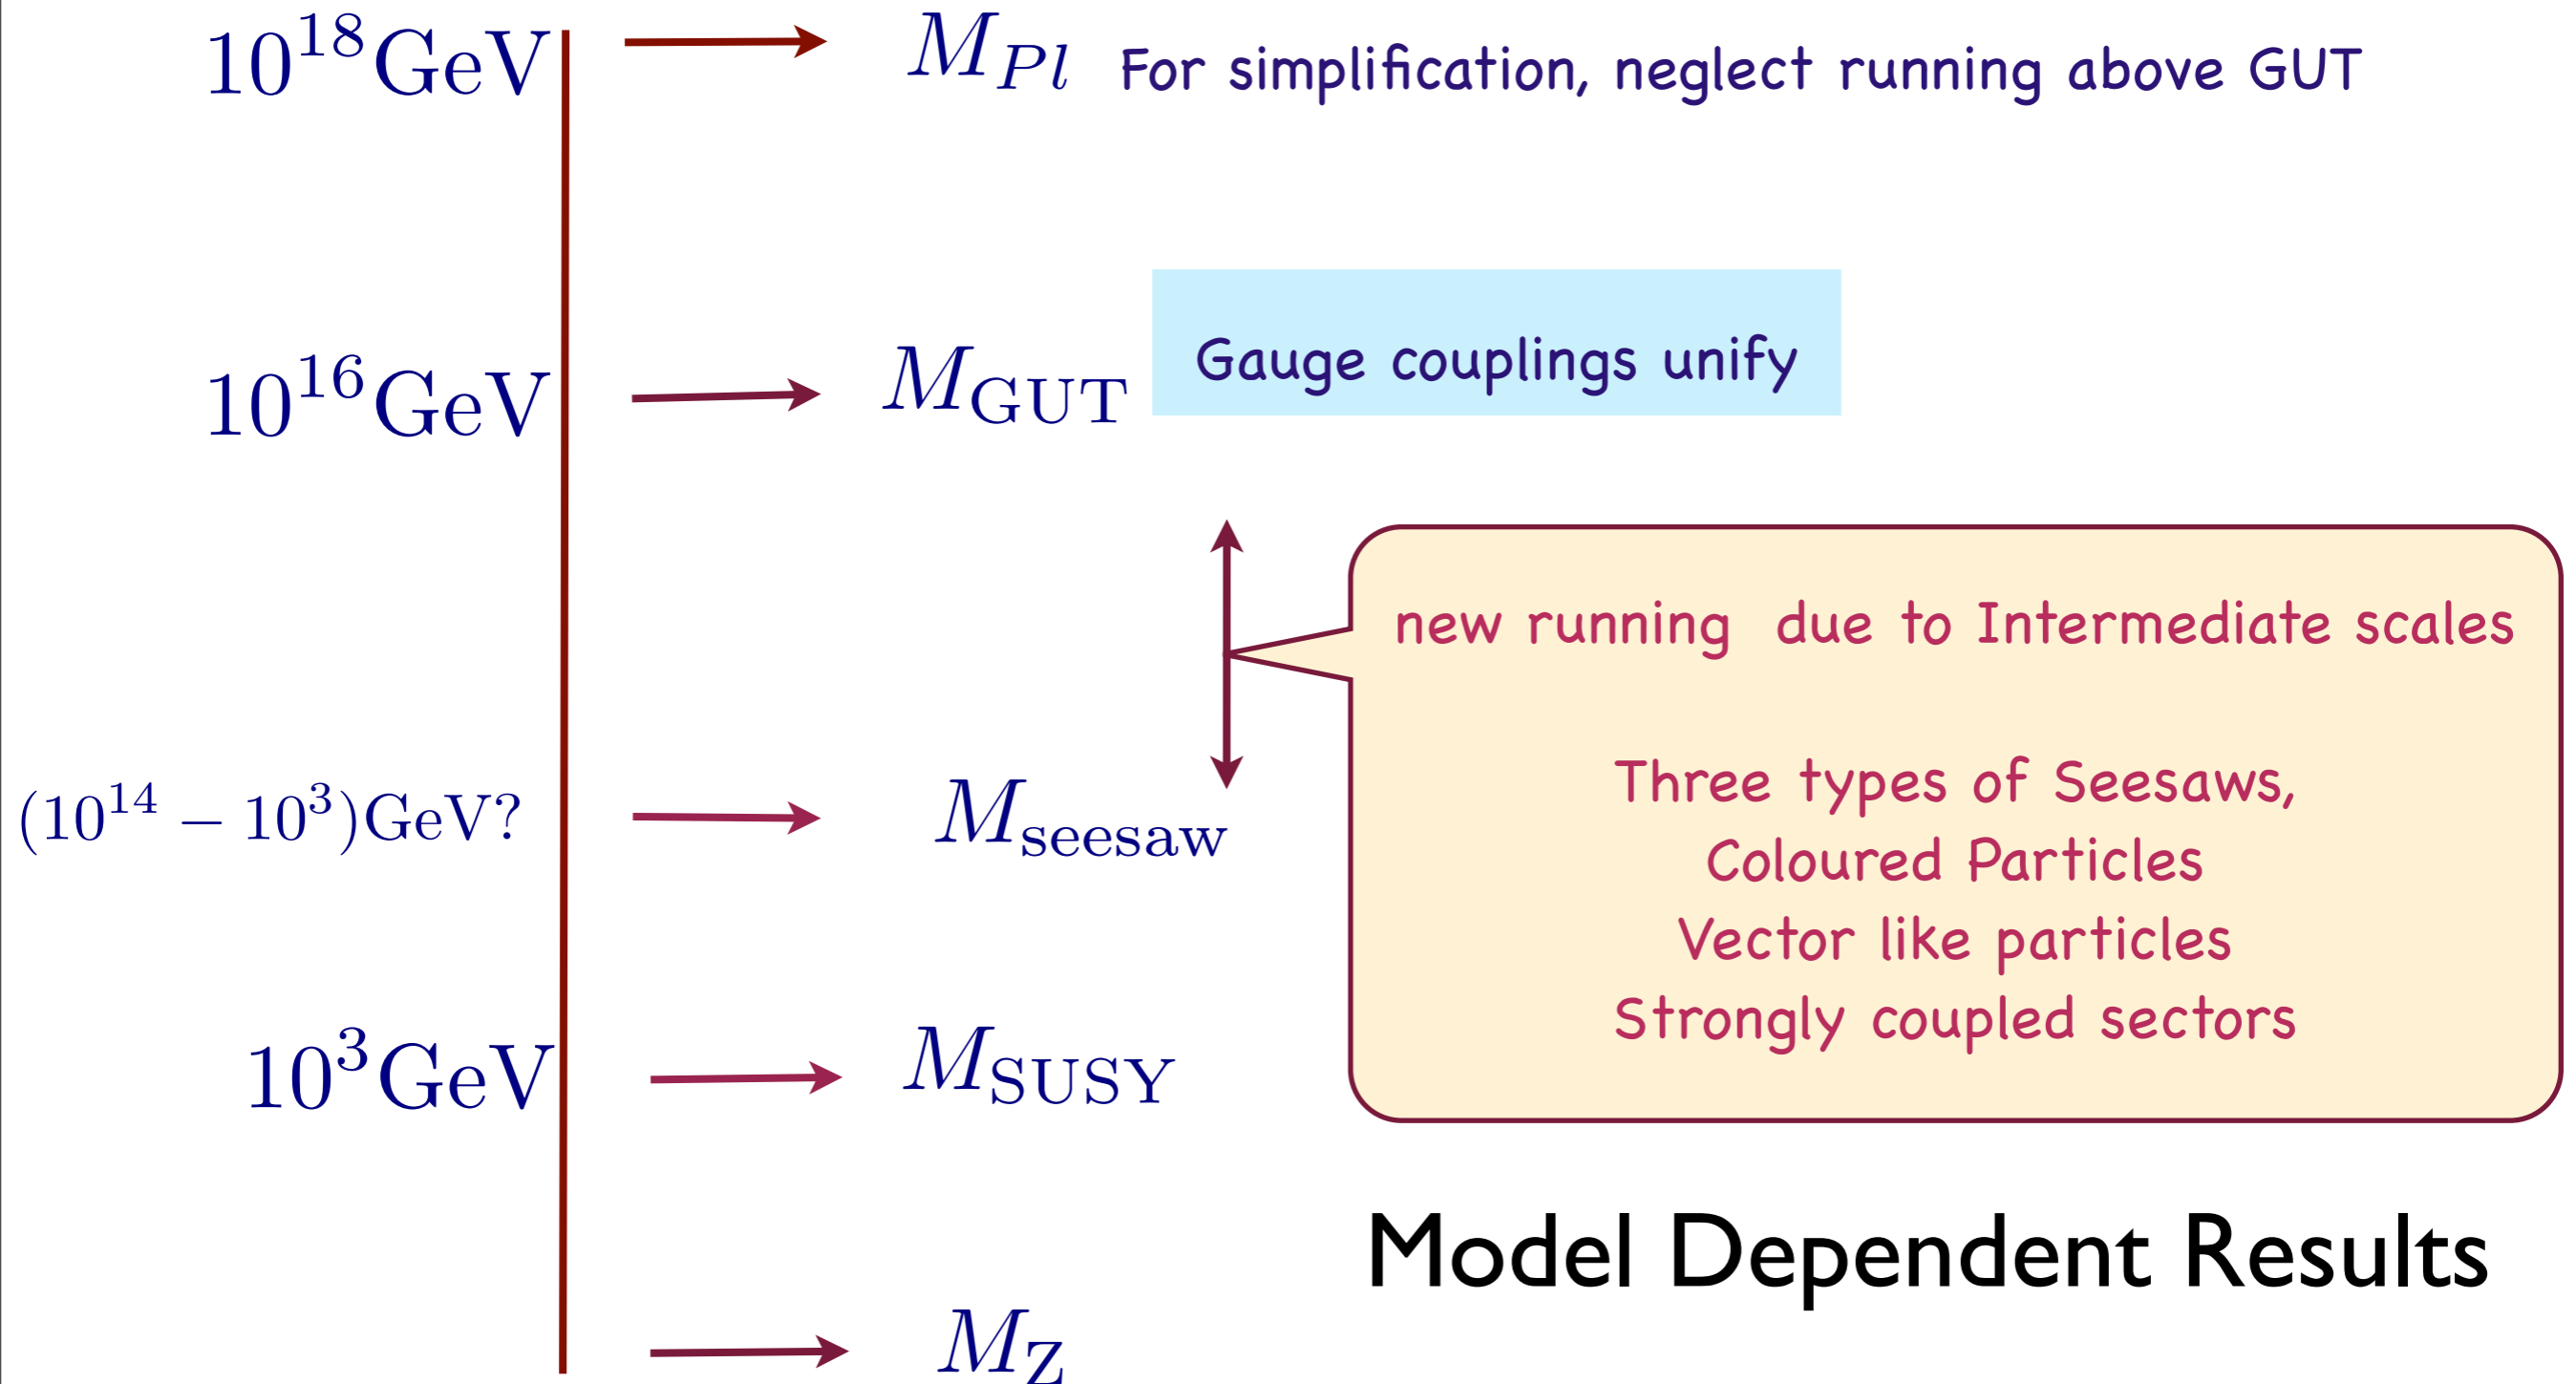 10^18 GeV M_Pl For simplification, neglect running above GUT
10^16 GeV M_GUT Gauge couplings unify
new running due to Intermediate scales
Three types of Seesaws,
(10^14 − 10^3)GeV? M_seesaw
Coloured Particles
Vector like particles
Strongly coupled sectors
10^3 GeV M_SUSY
Model Dependent Results
M_Z